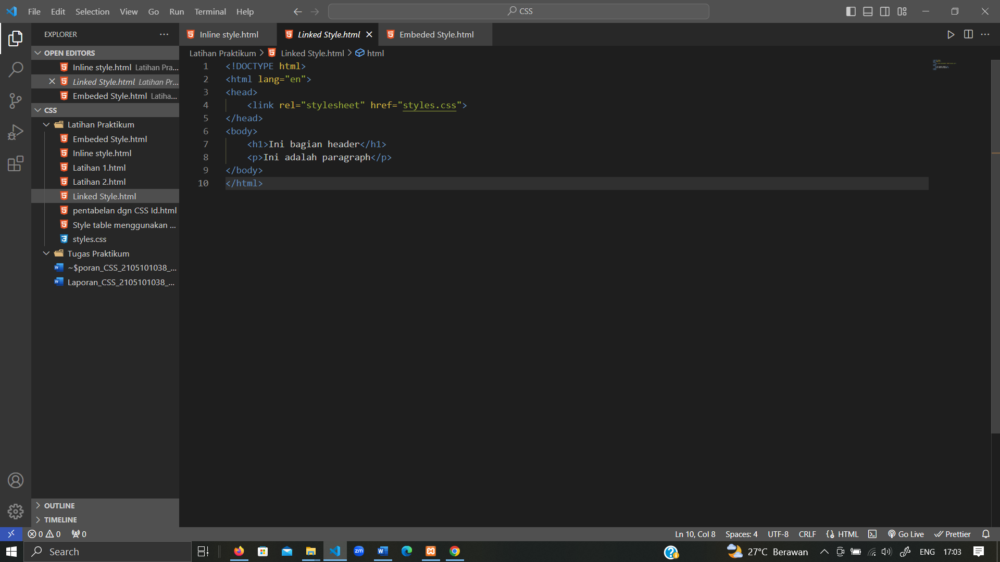 File Edit Selection View Go Run Terminal Help
CSS
EXPLORER
OPEN EDITORS
Inline style.html Latihan Pra...
Linked Style.html Latihan Pr...
Embeded Style.html Latiha...
CSS
Latihan Praktikum
Embeded Style.html
Inline style.html
Latihan 1.html
Latihan 2.html
Linked Style.html
pentabelan dgn CSS Id.html
Style table menggunakan ...
styles.css
Tugas Praktikum
~$poran_CSS_2105101038_...
Laporan_CSS_2105101038_...
OUTLINE
TIMELINE
Inline style.html Linked Style.html Embeded Style.html
Latihan Praktikum > Linked Style.html > html
1 <!DOCTYPE html>
2 <html lang="en">
3 <head>
4 <link rel="stylesheet" href="styles.css">
5 </head>
6 <body>
7 <h1>Ini bagian header</h1>
8 <p>Ini adalah paragraph</p>
9 </body>
10 </html>
0 0 0
Ln 10, Col 8 Spaces: 4 UTF-8 CRLF HTML Go Live Prettier
Search
zm
27°C Berawan ENG 17:03